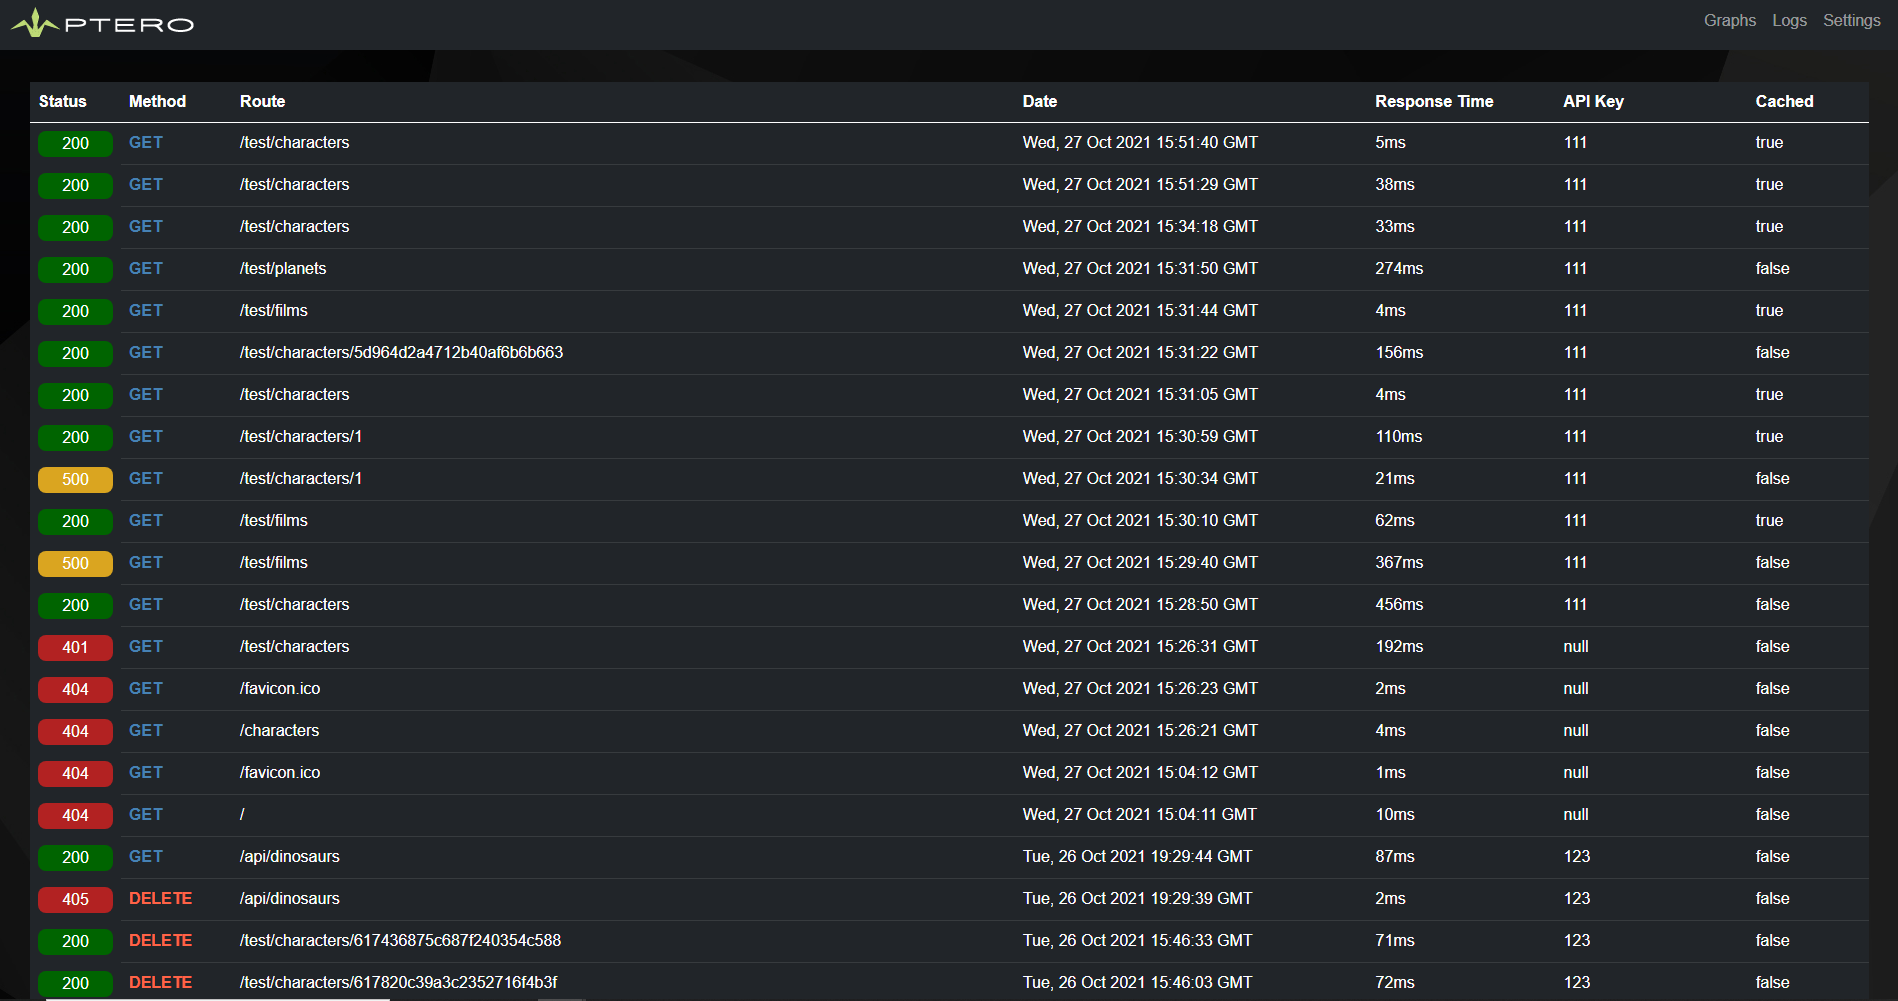 PTERO Graphs Logs Settings
Status Method Route Date Response Time API Key Cached
200 GET /test/characters Wed, 27 Oct 2021 15:51:40 GMT 5ms 111 true
200 GET /test/characters Wed, 27 Oct 2021 15:51:29 GMT 38ms 111 true
200 GET /test/characters Wed, 27 Oct 2021 15:34:18 GMT 33ms 111 true
200 GET /test/planets Wed, 27 Oct 2021 15:31:50 GMT 274ms 111 false
200 GET /test/films Wed, 27 Oct 2021 15:31:44 GMT 4ms 111 true
200 GET /test/characters/5d964d2a4712b40af6b6b663 Wed, 27 Oct 2021 15:31:22 GMT 156ms 111 false
200 GET /test/characters Wed, 27 Oct 2021 15:31:05 GMT 4ms 111 true
200 GET /test/characters/1 Wed, 27 Oct 2021 15:30:59 GMT 110ms 111 true
500 GET /test/characters/1 Wed, 27 Oct 2021 15:30:34 GMT 21ms 111 false
200 GET /test/films Wed, 27 Oct 2021 15:30:10 GMT 62ms 111 true
500 GET /test/films Wed, 27 Oct 2021 15:29:40 GMT 367ms 111 false
200 GET /test/characters Wed, 27 Oct 2021 15:28:50 GMT 456ms 111 false
401 GET /test/characters Wed, 27 Oct 2021 15:26:31 GMT 192ms null false
404 GET /favicon.ico Wed, 27 Oct 2021 15:26:23 GMT 2ms null false
404 GET /characters Wed, 27 Oct 2021 15:26:21 GMT 4ms null false
404 GET /favicon.ico Wed, 27 Oct 2021 15:04:12 GMT 1ms null false
404 GET / Wed, 27 Oct 2021 15:04:11 GMT 10ms null false
200 GET /api/dinosaurs Tue, 26 Oct 2021 19:29:44 GMT 87ms 123 false
405 DELETE /api/dinosaurs Tue, 26 Oct 2021 19:29:39 GMT 2ms 123 false
200 DELETE /test/characters/617436875c687f240354c588 Tue, 26 Oct 2021 15:46:33 GMT 71ms 123 false
200 DELETE /test/characters/617820c39a3c2352716f4b3f Tue, 26 Oct 2021 15:46:03 GMT 72ms 123 false